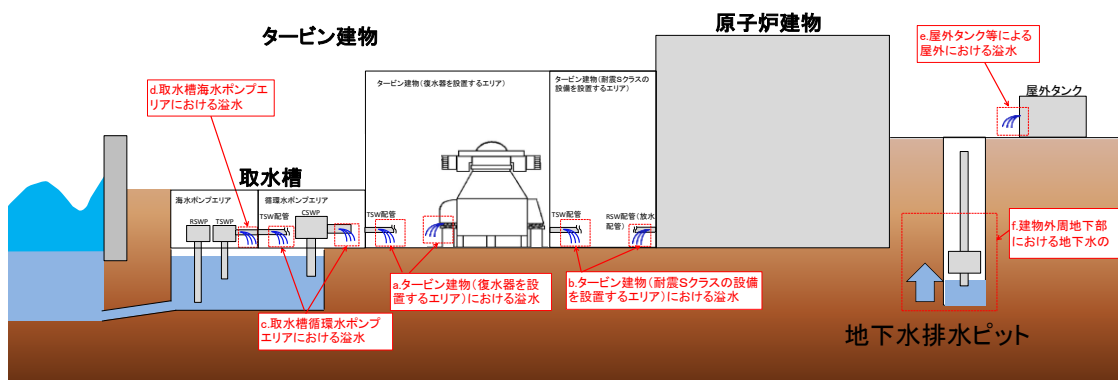 タービン建物
原子炉建物
e.屋外タンク等による
屋外における溢水
屋外タンク
タービン建物（復水器を設置するエリア）
タービン建物（耐震Sクラスの
設備を設置するエリア）
d.取水槽海水ポンプエ
リアにおける溢水
取水槽
海水ポンプエリア
循環水ポンプエリア
RSWP
TSWP
TSW配管
CSWP
TSW配管
TSW配管
RSW配管（放水
配管）
f.建物外周地下部
における地下水の
a.タービン建物（復水器を設
置するエリア）における溢水
b.タービン建物（耐震Sクラスの設備
を設置するエリア）における溢水
c.取水槽循環水ポンプ
エリアにおける溢水
地下水排水ピット